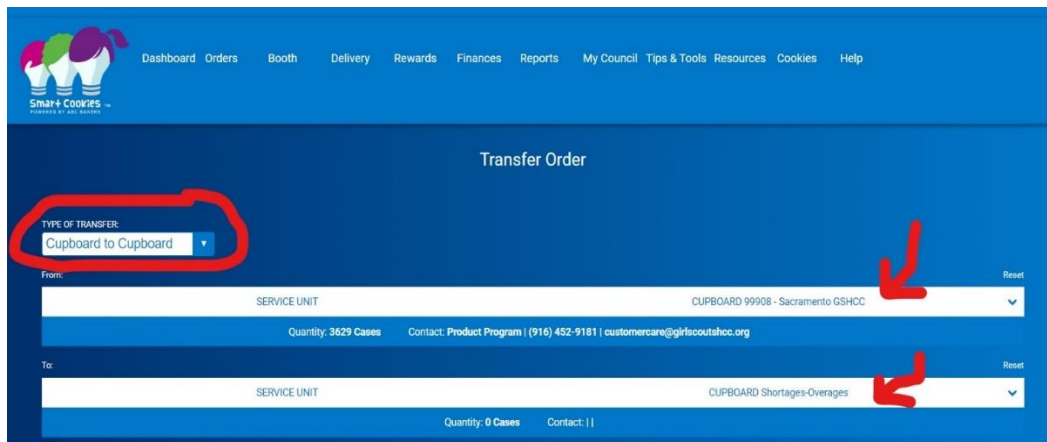 Dashboard Orders Booth Delivery Rewards Finances Reports My Council Tips & Tools Resources Cookies Help
Smart Cookies TM
POWERED BY ABC BAKERS
Transfer Order
TYPE OF TRANSFER:
Cupboard to Cupboard
From: Reset
SERVICE UNIT CUPBOARD 99908 - Sacramento GSHCC
Quantity: 3629 Cases Contact: Product Program | (916) 452-9181 | customercare@girlscoutshcc.org
To: Reset
SERVICE UNIT CUPBOARD Shortages-Overages
Quantity: 0 Cases Contact: | |